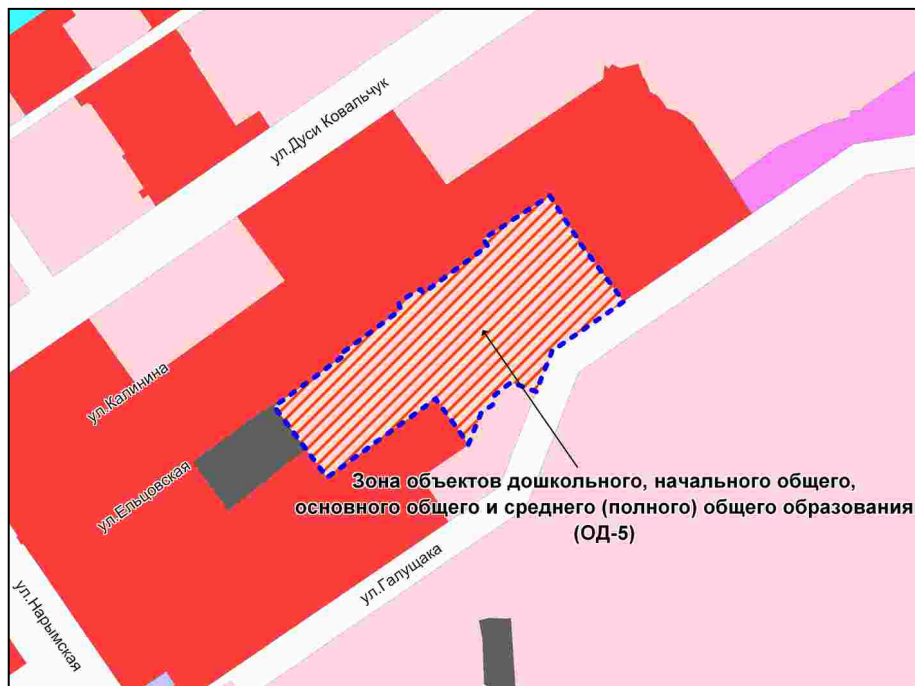 ул.Дуси Ковальчук
ул.Калинина
ул.Ельцовская
Зона объектов дошкольного, начального общего,
основного общего и среднего (полного) общего образования
(ОД-5)
ул.Галущака
ул.Нарымская